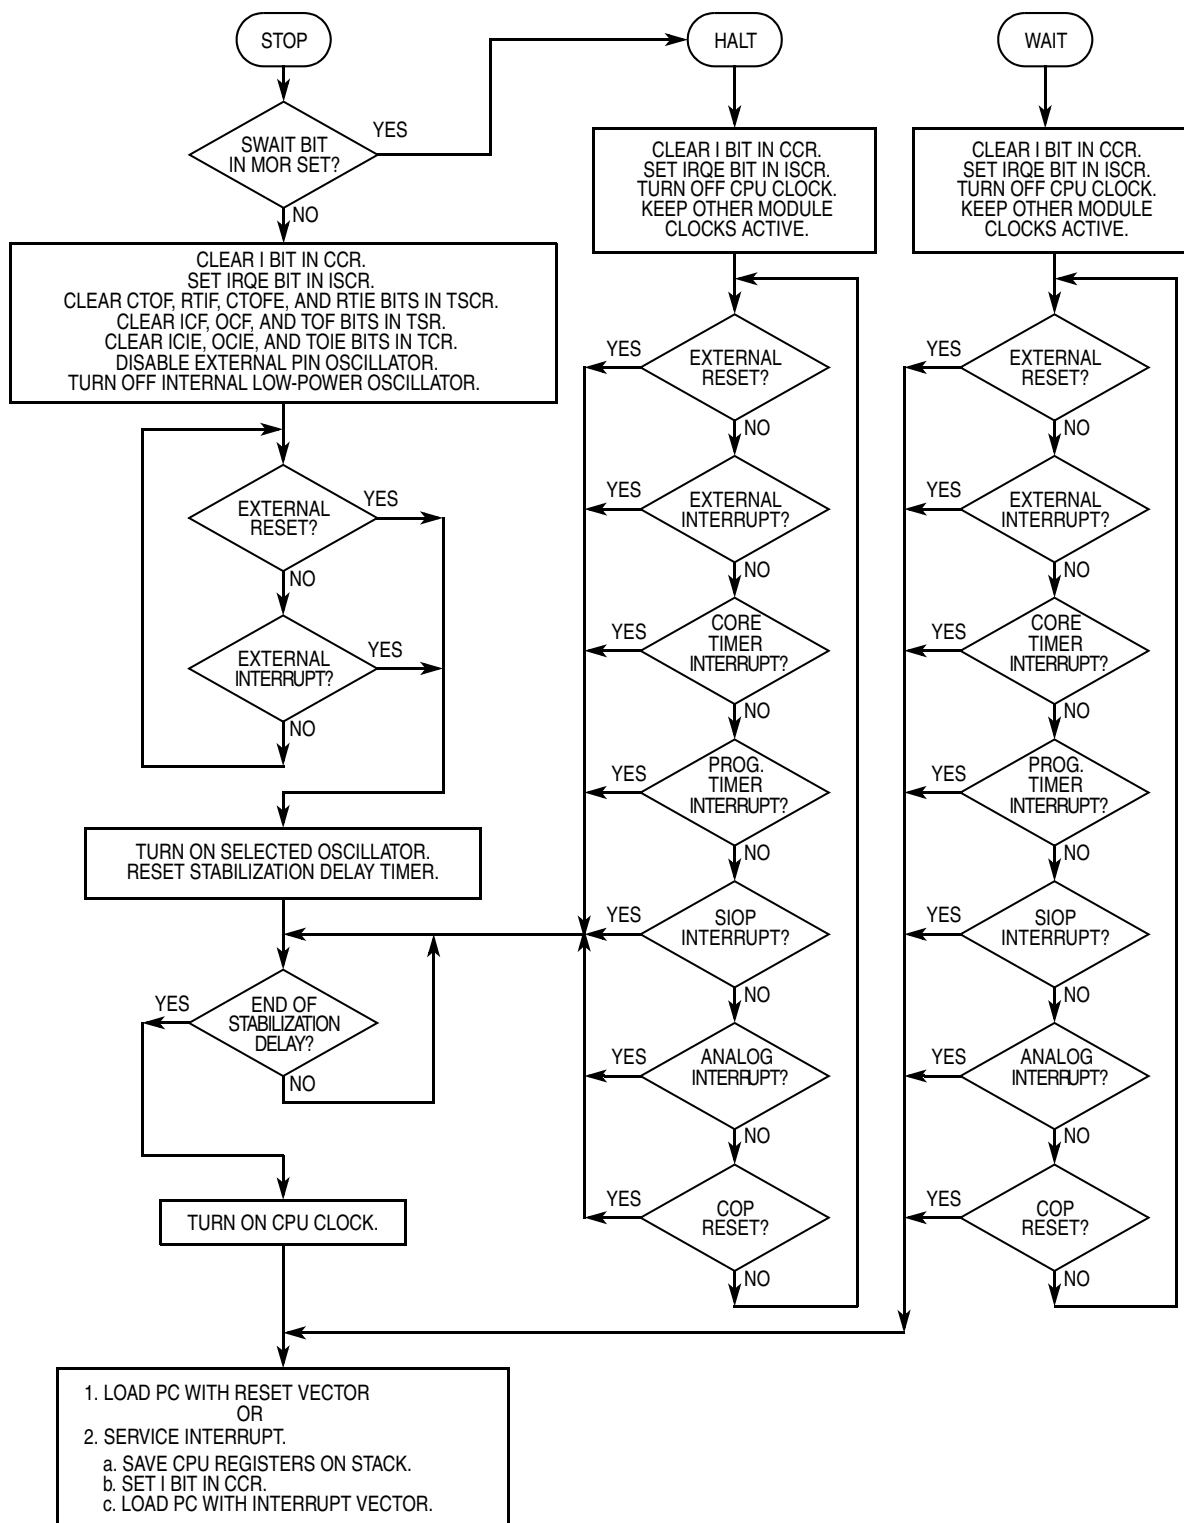 STOP
SWAIT BIT
IN MOR SET?
YES
NO
CLEAR I BIT IN CCR.
SET IRQE BIT IN ISCR.
CLEAR CTOF, RTIF, CTOFE, AND RTIE BITS IN TSCR.
CLEAR ICF, OCF, AND TOF BITS IN TSR.
CLEAR ICIE, OCIE, AND TOIE BITS IN TCR.
DISABLE EXTERNAL PIN OSCILLATOR.
TURN OFF INTERNAL LOW-POWER OSCILLATOR.
EXTERNAL
RESET?
YES
NO
EXTERNAL
INTERRUPT?
YES
NO
TURN ON SELECTED OSCILLATOR.
RESET STABILIZATION DELAY TIMER.
YES
END OF
STABILIZATION
DELAY?
NO
TURN ON CPU CLOCK.
1. LOAD PC WITH RESET VECTOR
OR
2. SERVICE INTERRUPT.
a. SAVE CPU REGISTERS ON STACK.
b. SET I BIT IN CCR.
c. LOAD PC WITH INTERRUPT VECTOR.
HALT
CLEAR I BIT IN CCR.
SET IRQE BIT IN ISCR.
TURN OFF CPU CLOCK.
KEEP OTHER MODULE
CLOCKS ACTIVE.
YES
EXTERNAL
RESET?
NO
YES
EXTERNAL
INTERRUPT?
NO
YES
CORE
TIMER
INTERRUPT?
NO
YES
PROG.
TIMER
INTERRUPT?
NO
YES
SIOP
INTERRUPT?
NO
YES
ANALOG
INTERRUPT?
NO
YES
COP
RESET?
NO
WAIT
CLEAR I BIT IN CCR.
SET IRQE BIT IN ISCR.
TURN OFF CPU CLOCK.
KEEP OTHER MODULE
CLOCKS ACTIVE.
YES
EXTERNAL
RESET?
NO
YES
EXTERNAL
INTERRUPT?
NO
YES
CORE
TIMER
INTERRUPT?
NO
YES
PROG.
TIMER
INTERRUPT?
NO
YES
SIOP
INTERRUPT?
NO
YES
ANALOG
INTERRUPT?
NO
YES
COP
RESET?
NO